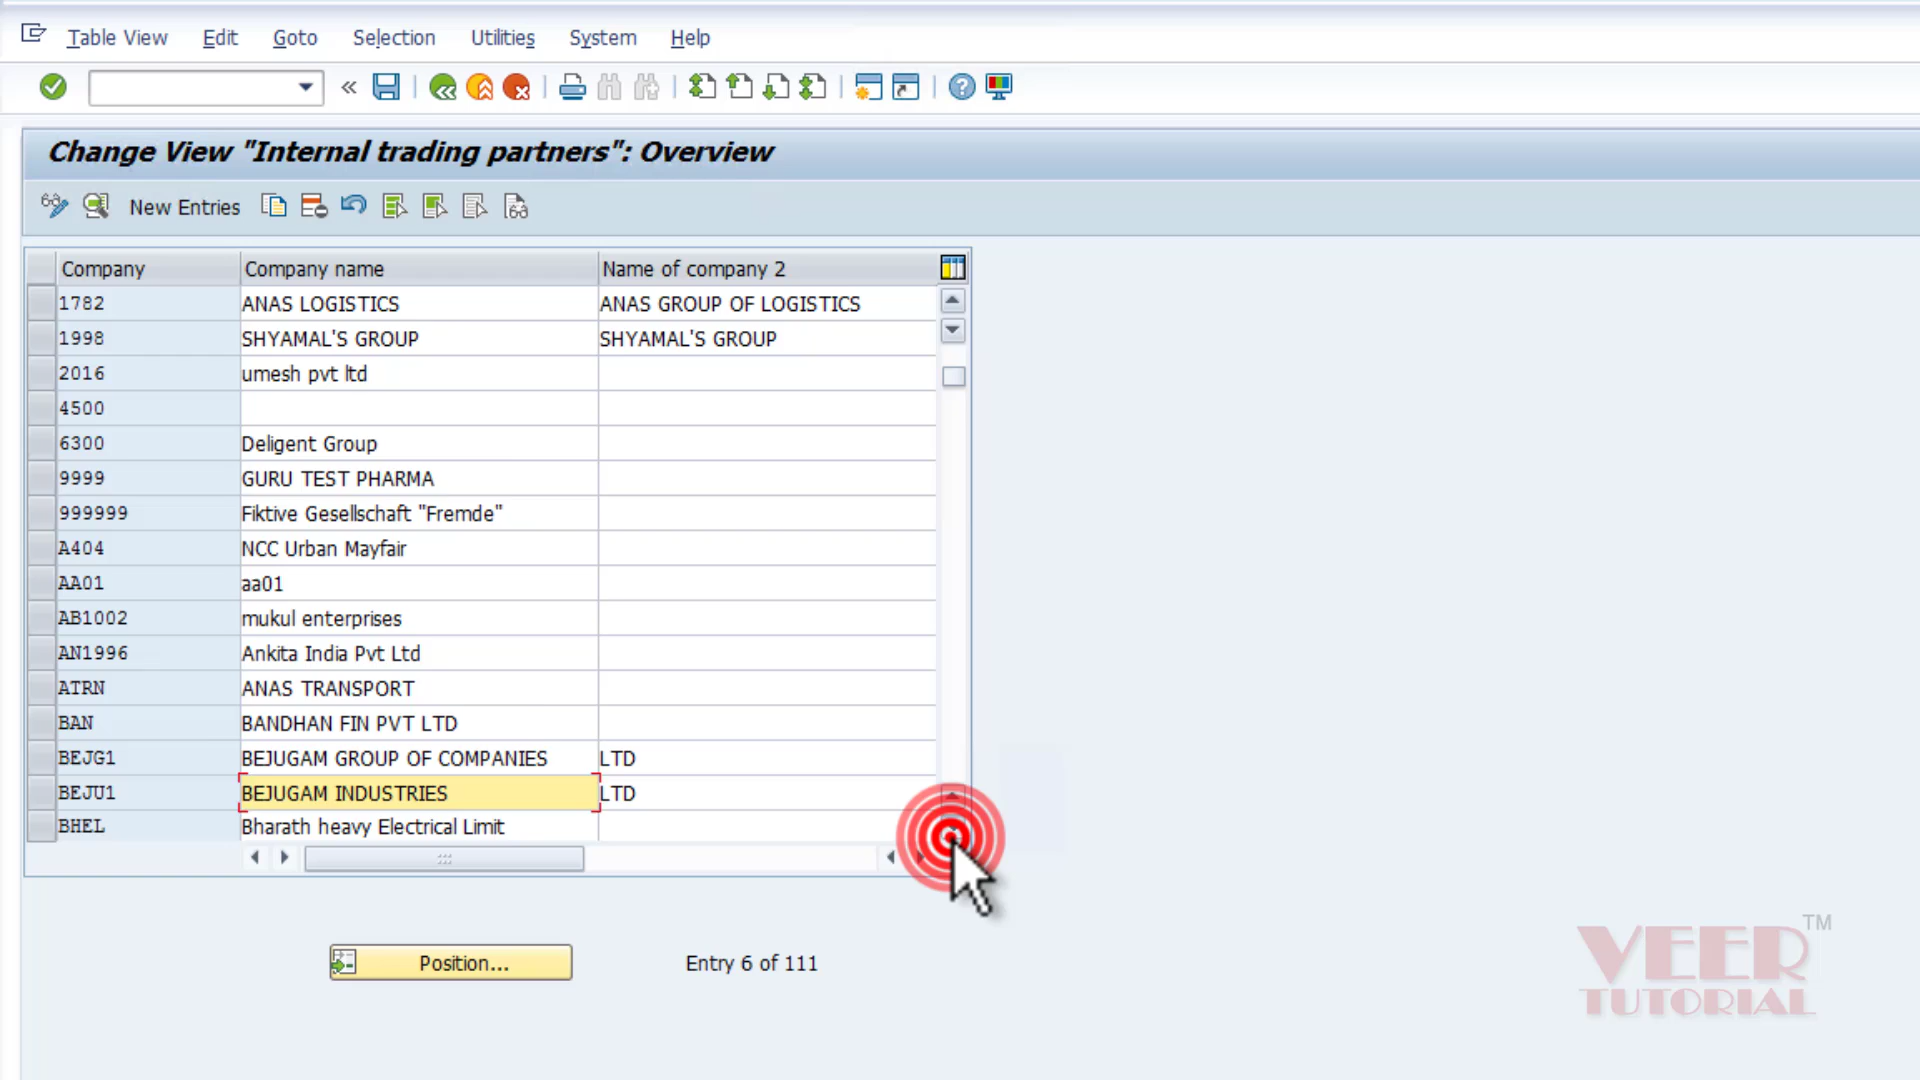 Table View Edit Goto Selection Utilities System Help
Change View "Internal trading partners": Overview
New Entries
Company Company name Name of company 2
1782 ANAS LOGISTICS ANAS GROUP OF LOGISTICS
1998 SHYAMAL'S GROUP SHYAMAL'S GROUP
2016 umesh pvt ltd
4500
6300 Deligent Group
9999 GURU TEST PHARMA
999999 Fiktive Gesellschaft "Fremde"
A404 NCC Urban Mayfair
AA01 aa01
AB1002 mukul enterprises
AN1996 Ankita India Pvt Ltd
ATRN ANAS TRANSPORT
BAN BANDHAN FIN PVT LTD
BEJG1 BEJUGAM GROUP OF COMPANIES LTD
BEJU1 BEJUGAM INDUSTRIES LTD
BHEL Bharath heavy Electrical Limit
Position... Entry 6 of 111
VEER TM
TUTORIAL